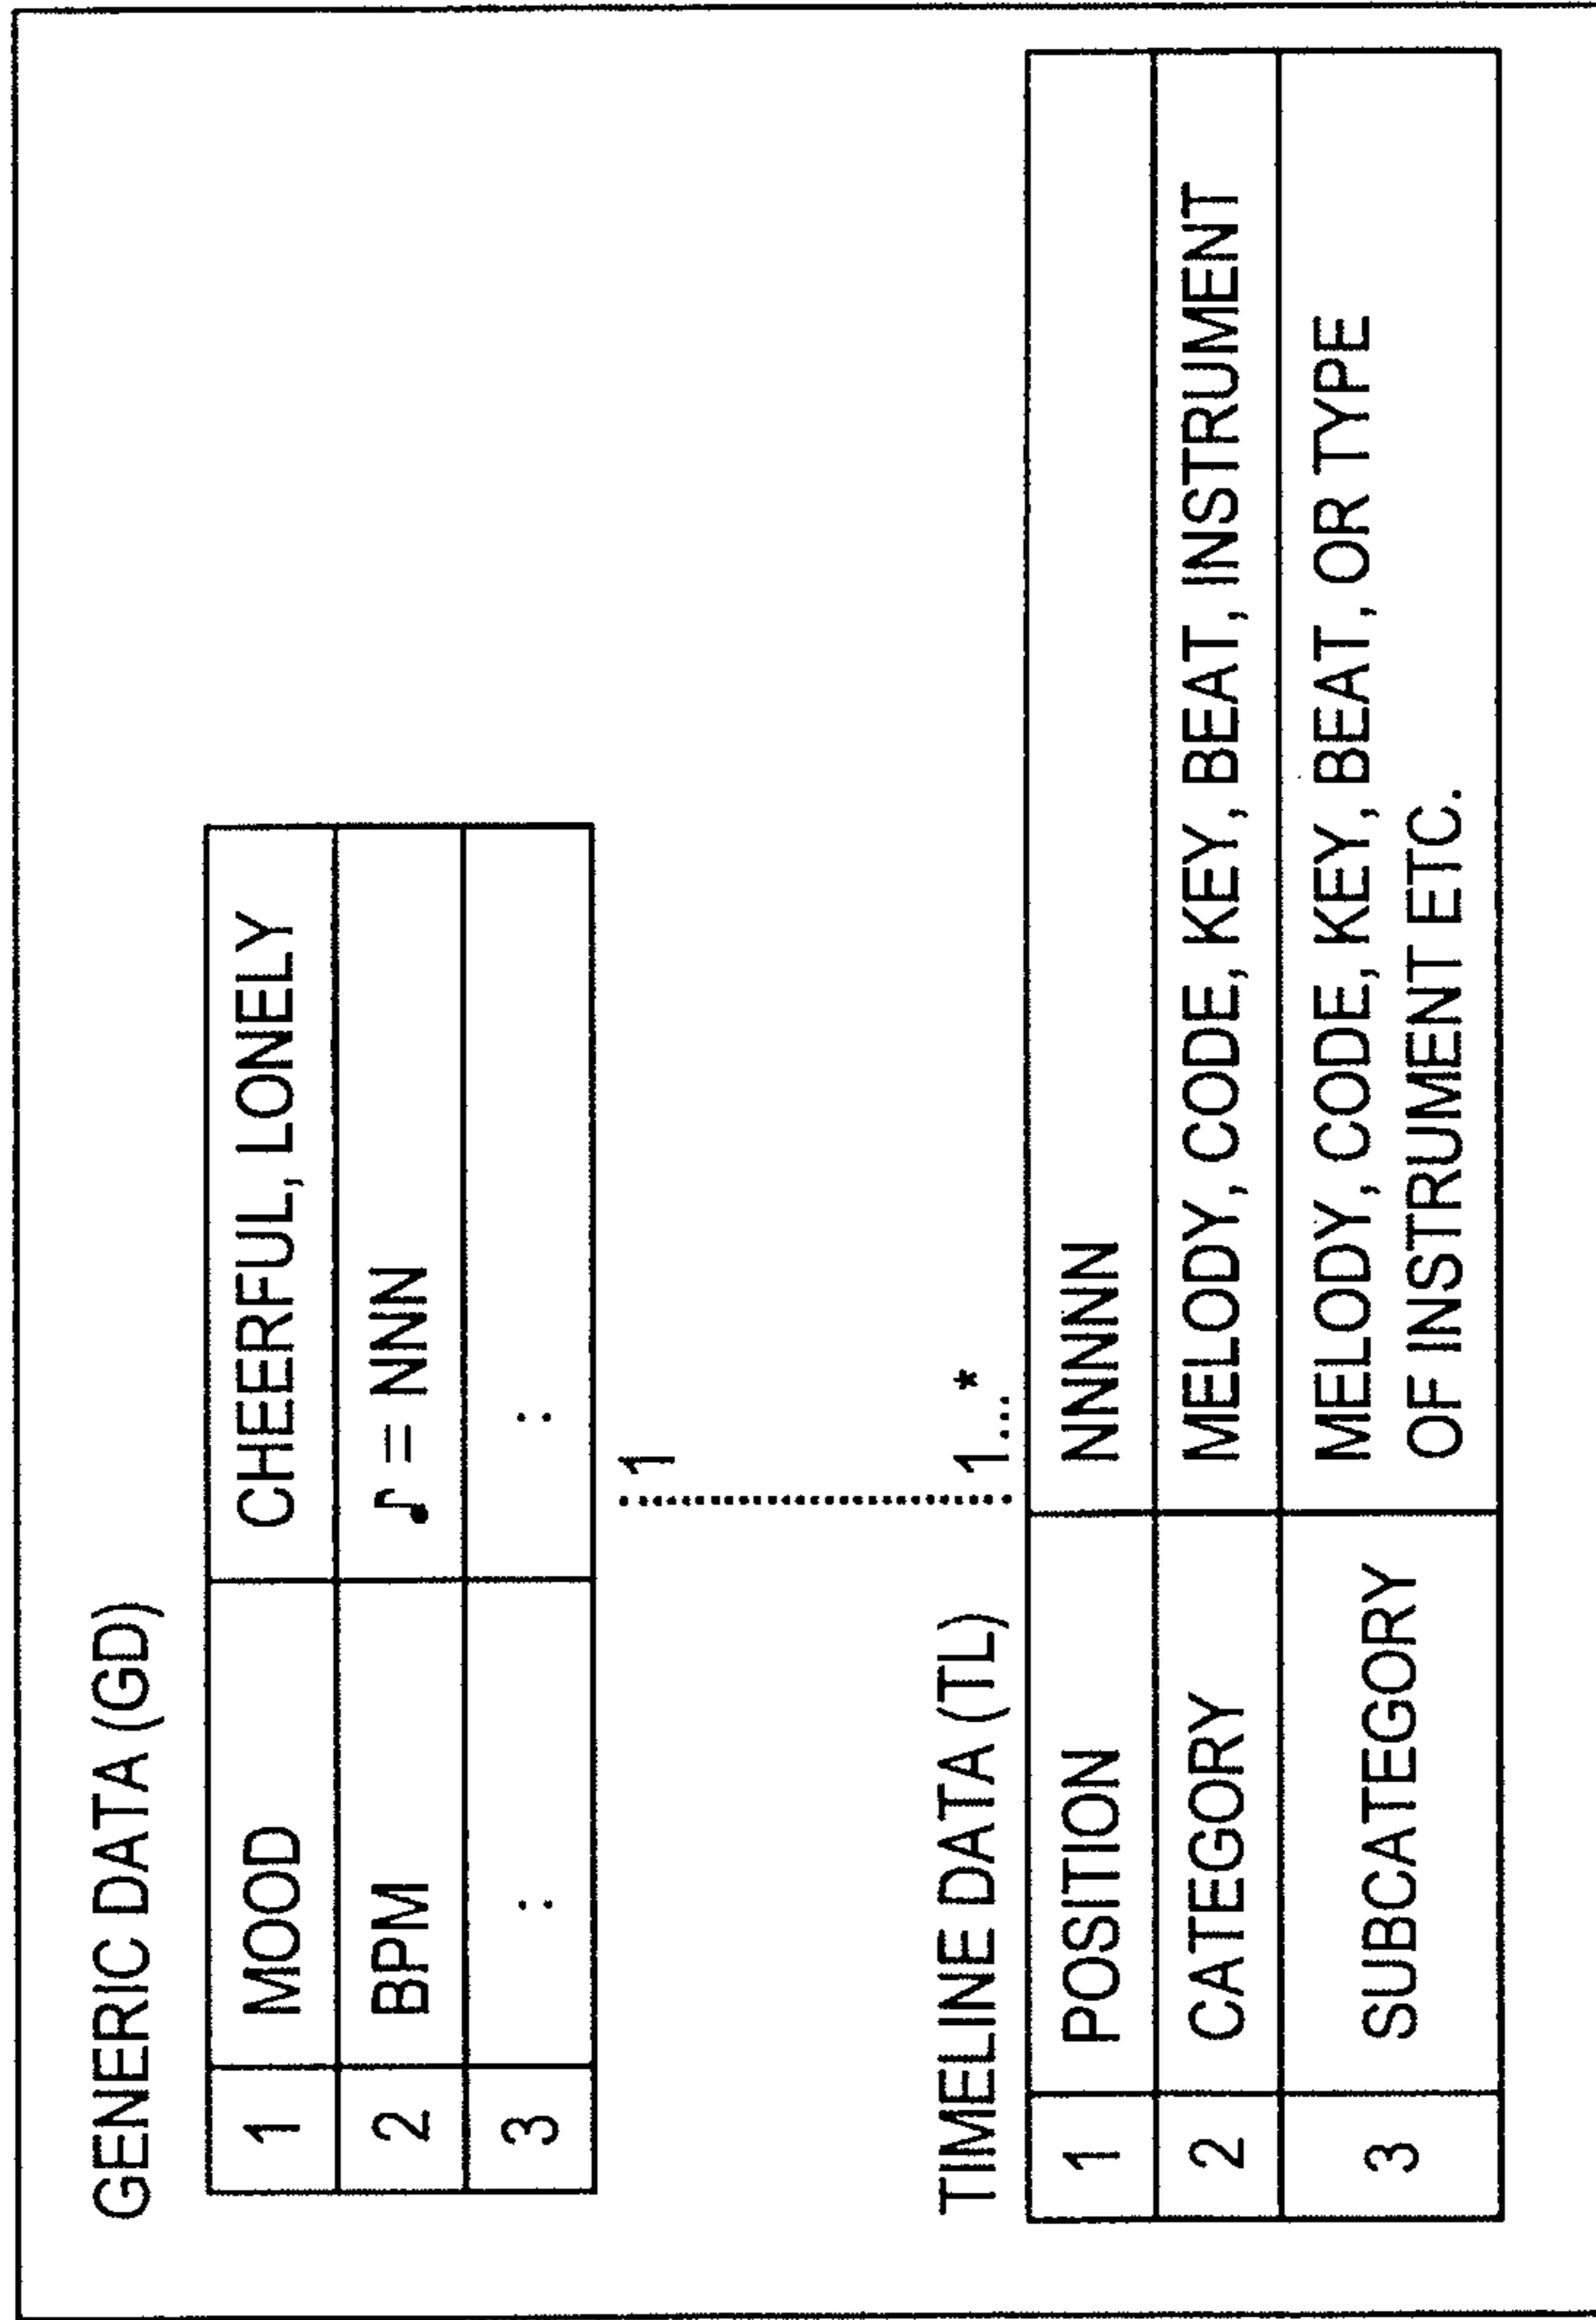 GENERIC DATA (GD)
1 MOOD CHEERFUL, LONELY
2 BPM ♪ = NNN
3 : :
1
1...*
TIMELINE DATA (TL)
1 POSITION NNNNN
2 CATEGORY MELODY, CODE, KEY, BEAT, INSTRUMENT
3 SUBCATEGORY MELODY, CODE, KEY, BEAT, OR TYPE
OF INSTRUMENT ETC.